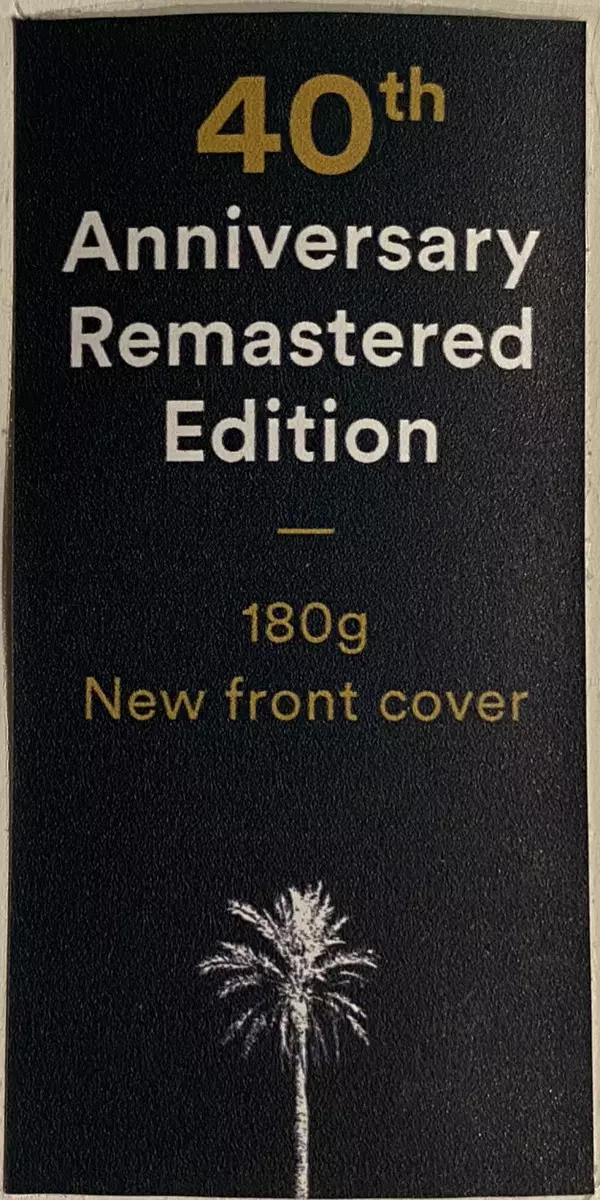 40th
Anniversary
Remastered
Edition
180g
New front cover